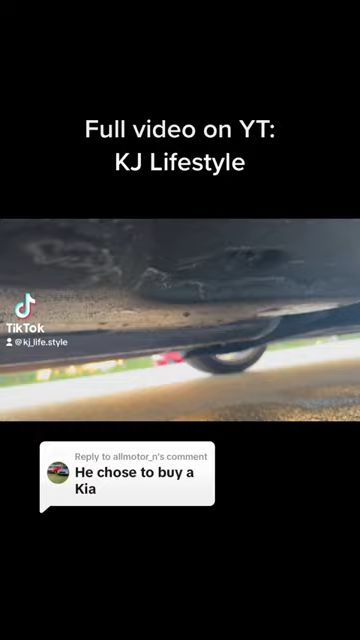 Full video on YT:
KJ Lifestyle
TikTok
@kj_life.style
Reply to allmotor_n's comment
He chose to buy a
Kia